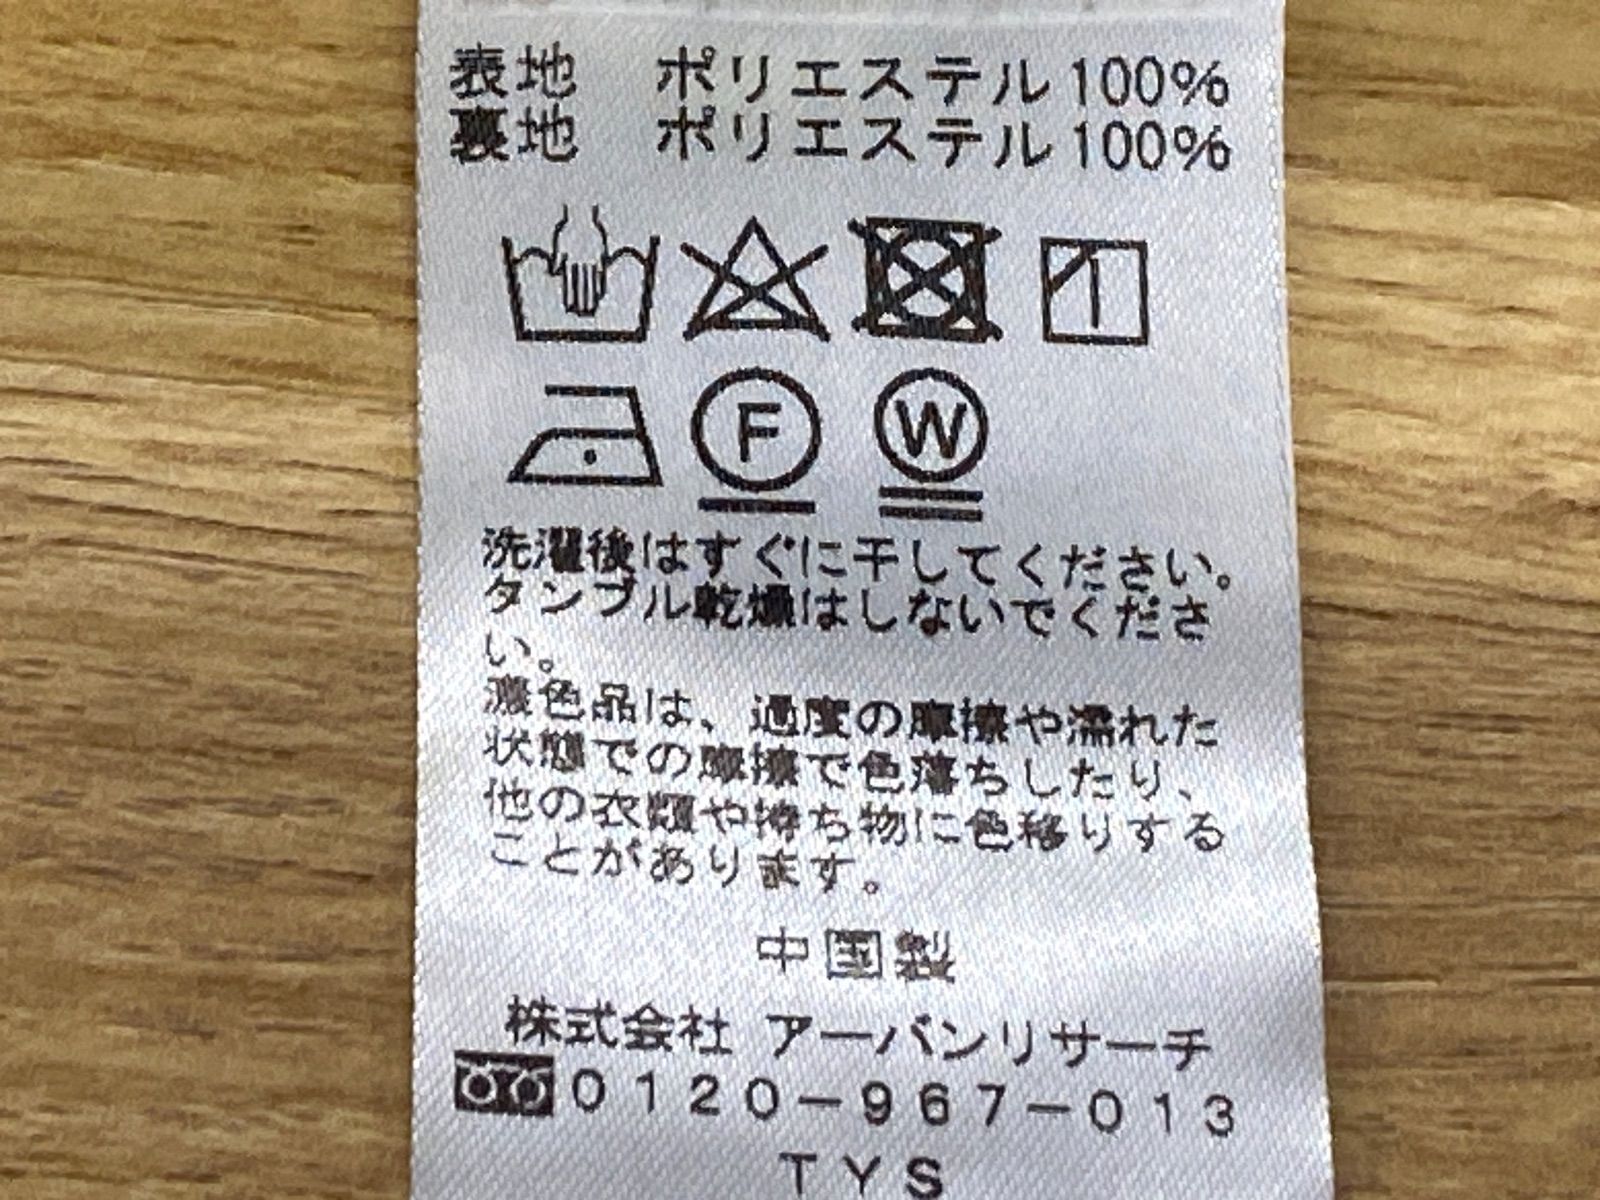 表地 ポリエステル100%
裏地 ポリエステル100%
F W
洗濯後はすぐに干してください。
タンブル乾燥はしないでくださ
い。
濃色品は、過度の摩擦や濡れた
状態での摩擦で色落ちしたり、
他の衣類や持ち物に色移りする
ことがあります。
中国製
株式会社 アーバンリサーチ
0120-967-013
TYS